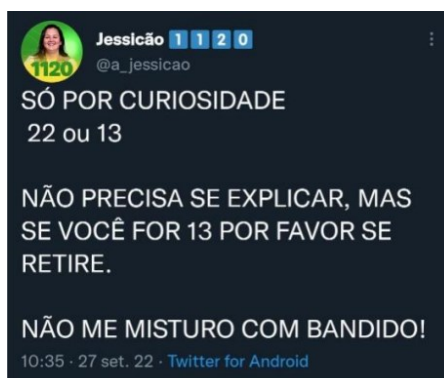 Jessicão 1 1 2 0
1120
@a_jessicao
SÓ POR CURIOSIDADE
22 ou 13
NÃO PRECISA SE EXPLICAR, MAS
SE VOCÊ FOR 13 POR FAVOR SE
RETIRE.
NÃO ME MISTURO COM BANDIDO!
10:35 · 27 set. 22 · Twitter for Android